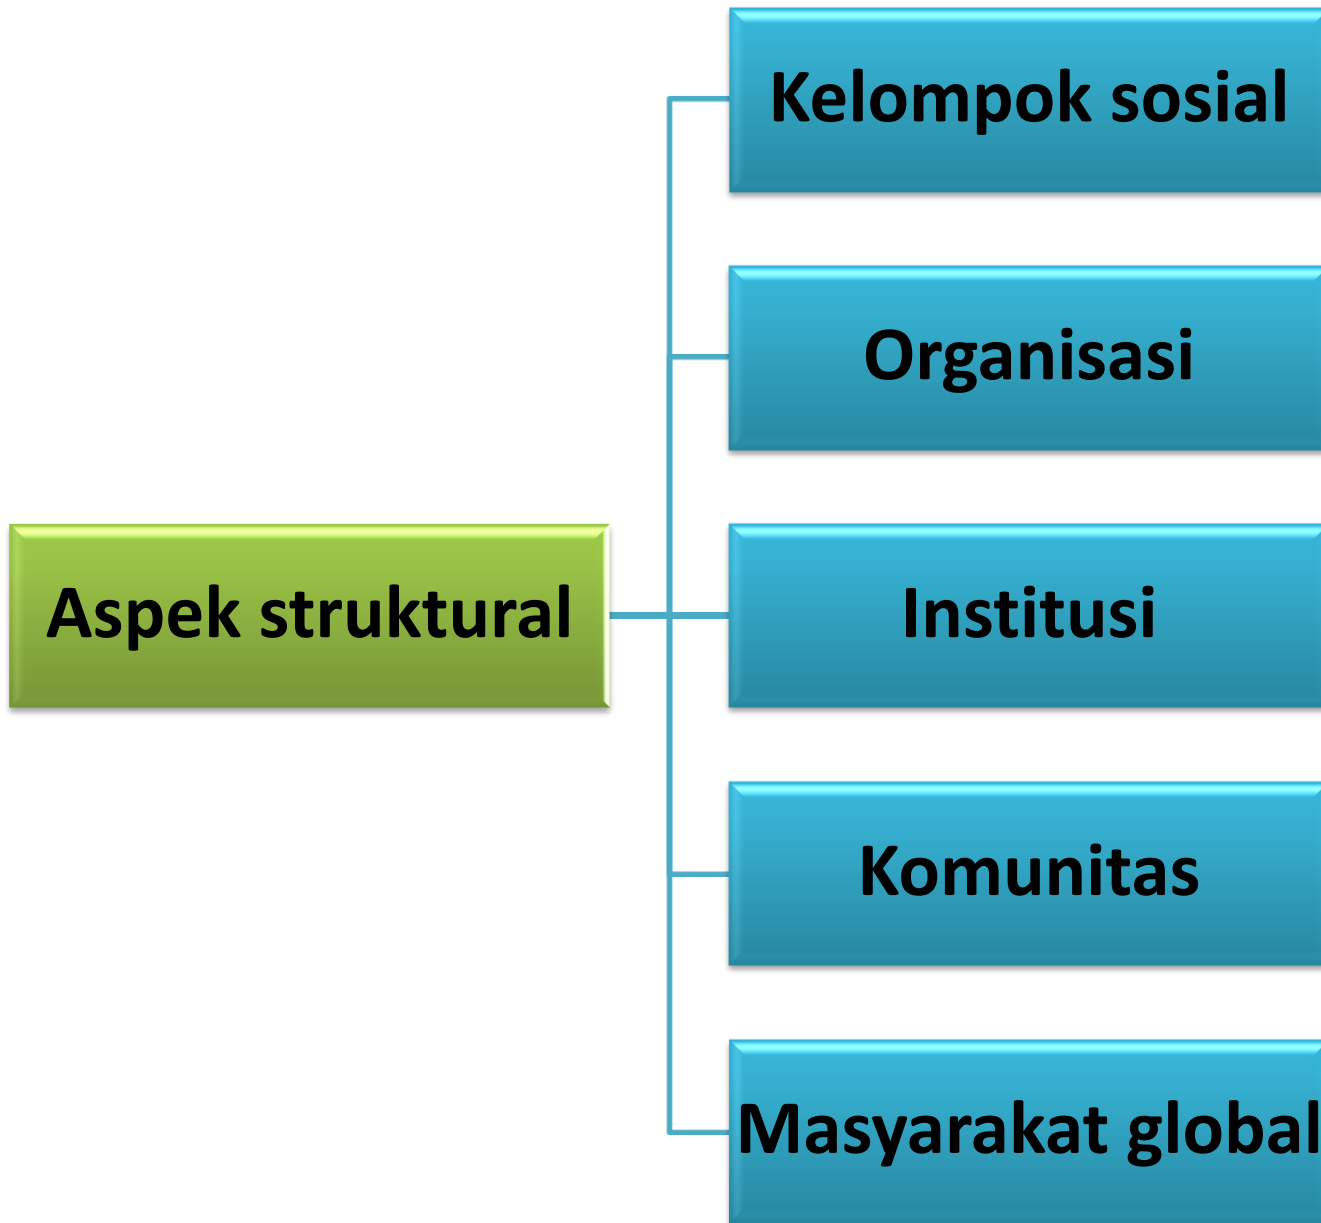 Kelompok sosial
Organisasi
Aspek struktural
Institusi
Komunitas
Masyarakat global